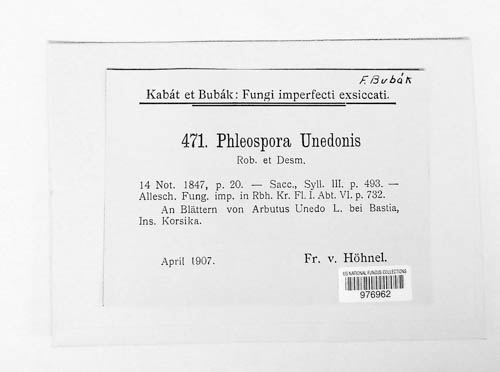 F. Bubák
Kabát et Bubák: Fungi imperfecti exsiccati.
471. Phleospora Unedonis
Rob. et Desm.
14 Not. 1847, p. 20. — Sacc., Syll. III. p. 493. —
Allesch. Fung. imp. in Rbh. Kr. Fl. I. Abt. VI. p. 732.
An Blättern von Arbutus Unedo L. bei Bastia,
Ins. Korsika.
April 1907.
Fr. v. Höhnel.
US NATIONAL FUNGUS COLLECTIONS
976962